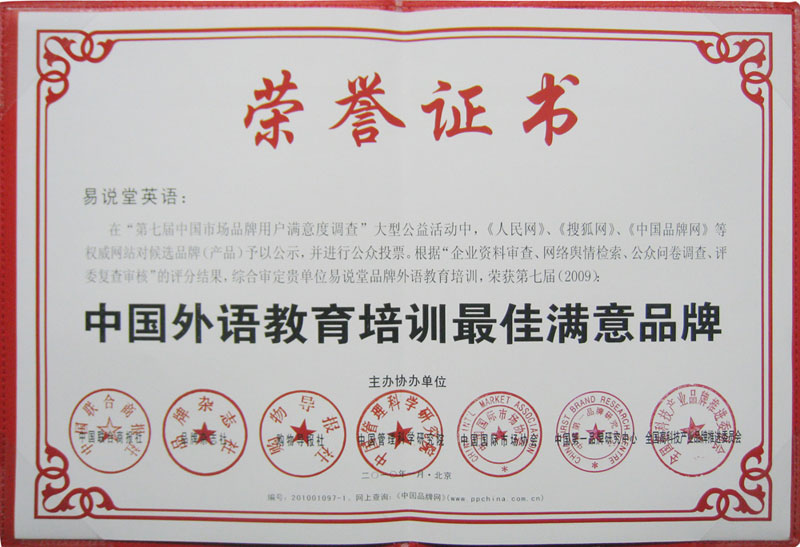 荣誉证书
易说堂英语:
在“第七届中国市场品牌用户满意度调查”大型公益活动中,《人民网》、《搜狐网》、《中国品牌网》等
权威网站对候选品牌(产品)予以公示,并进行公众投票。根据“企业资料审查、网络舆情检索、公众问卷调查、评
委复查审核”的评分结果,综合审定贵单位易说堂品牌外语教育培训,荣获第七届(2009):
中国外语教育培训最佳满意品牌
主办协办单位
中国联合商报社 品牌杂志社 购物导报社 中国管理科学研究院 中国国际市场协会 中国第一品牌研究中心 全国高科技产业品牌推进委员会
二〇一〇年一月·北京
编号:201001097-1、网上查询:《中国品牌网》(www.ppchina.com.cn)